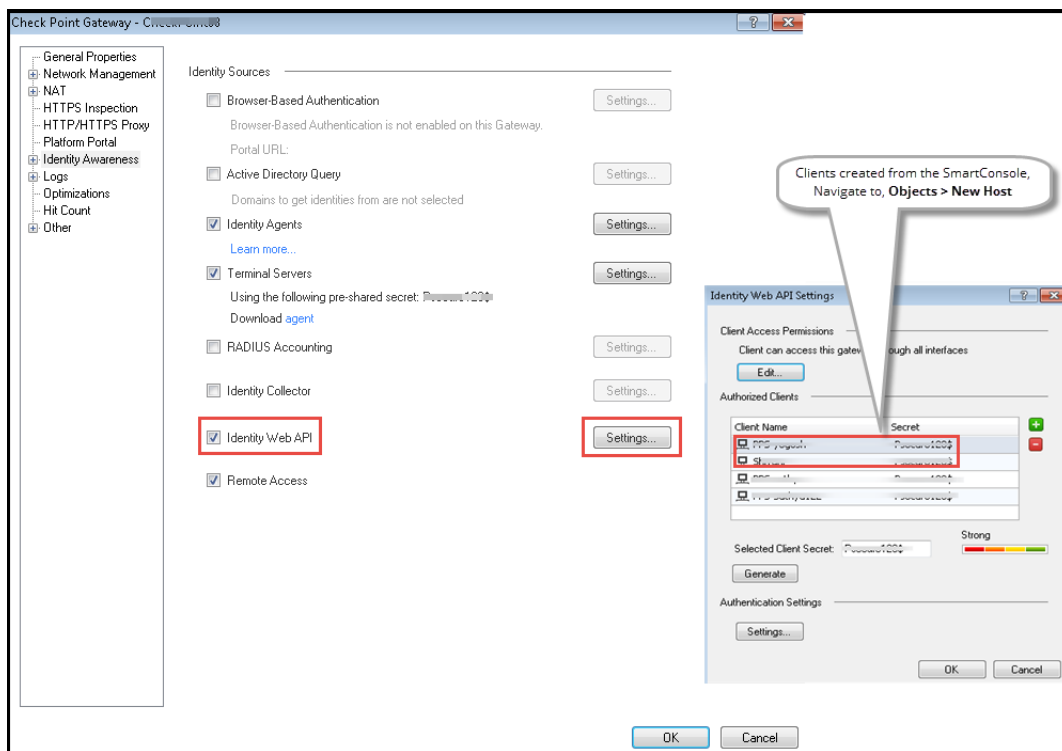 Check Point Gateway -
General Properties
Network Management
NAT
HTTPS Inspection
HTTP/HTTPS Proxy
Platform Portal
Identity Awareness
Logs
Optimizations
Hit Count
Other
Identity Sources
Browser-Based Authentication
Settings...
Browser-Based Authentication is not enabled on this Gateway.
Portal URL:
Active Directory Query
Settings...
Domains to get identities from are not selected
Identity Agents
Settings...
Learn more...
Terminal Servers
Settings...
Using the following pre-shared secret:
Download agent
RADIUS Accounting
Settings...
Identity Collector
Settings...
Identity Web API
Settings...
Remote Access
OK
Cancel
Clients created from the SmartConsole,
Navigate to, Objects > New Host
Identity Web API Settings
Client Access Permissions
Client can access this gatew ough all interfaces
Edit...
Authorized Clients
Client Name
Secret
Selected Client Secret:
Strong
Generate
Authentication Settings
Settings...
OK
Cancel